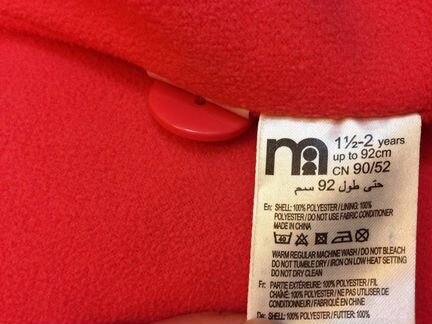 m 1½-2 years
up to 92cm
CN 90/52
حتى طول 92 سم
En: SHELL: 100% POLYESTER / LINING: 100%
POLYESTER / DO NOT USE FABRIC CONDITIONER
MADE IN CHINA
WARM REGULAR MACHINE WASH / DO NOT BLEACH
DO NOT TUMBLE DRY / IRON ON LOW HEAT SETTING
DO NOT DRY CLEAN
Fr: PARTIE EXTÉRIEURE: 100% POLYESTER / FIL
CHAÎNE: 100% POLYESTER / NE PAS UTILISER DE
CONDITIONNEUR / FABRIQUÉ EN CHINE
De: SHELL: 100% POLYESTER / FUTTER: 100%